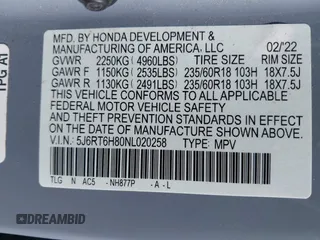 MFD. BY HONDA DEVELOPMENT &
MANUFACTURING OF AMERICA, LLC 02/22
GVWR 2250KG (4960LBS) TIRE SIZE RIM SIZE
GAWR F 1150KG (2535LBS) 235/60R18 103H 18X7.5J
GAWR R 1130KG (2491LBS) 235/60R18 103H 18X7.5J
THIS VEHICLE CONFORMS TO ALL APPLICABLE
FEDERAL MOTOR VEHICLE SAFETY, BUMPER,
AND THEFT PREVENTION STANDARDS IN EFFECT ON
THE DATE OF MANUFACTURE SHOWN ABOVE.
V.I.N.: 5J6RT6H80NL020258 TYPE: MPV
TLG N AC5 - NH877P - A - L
TPG A1
DREAMBID